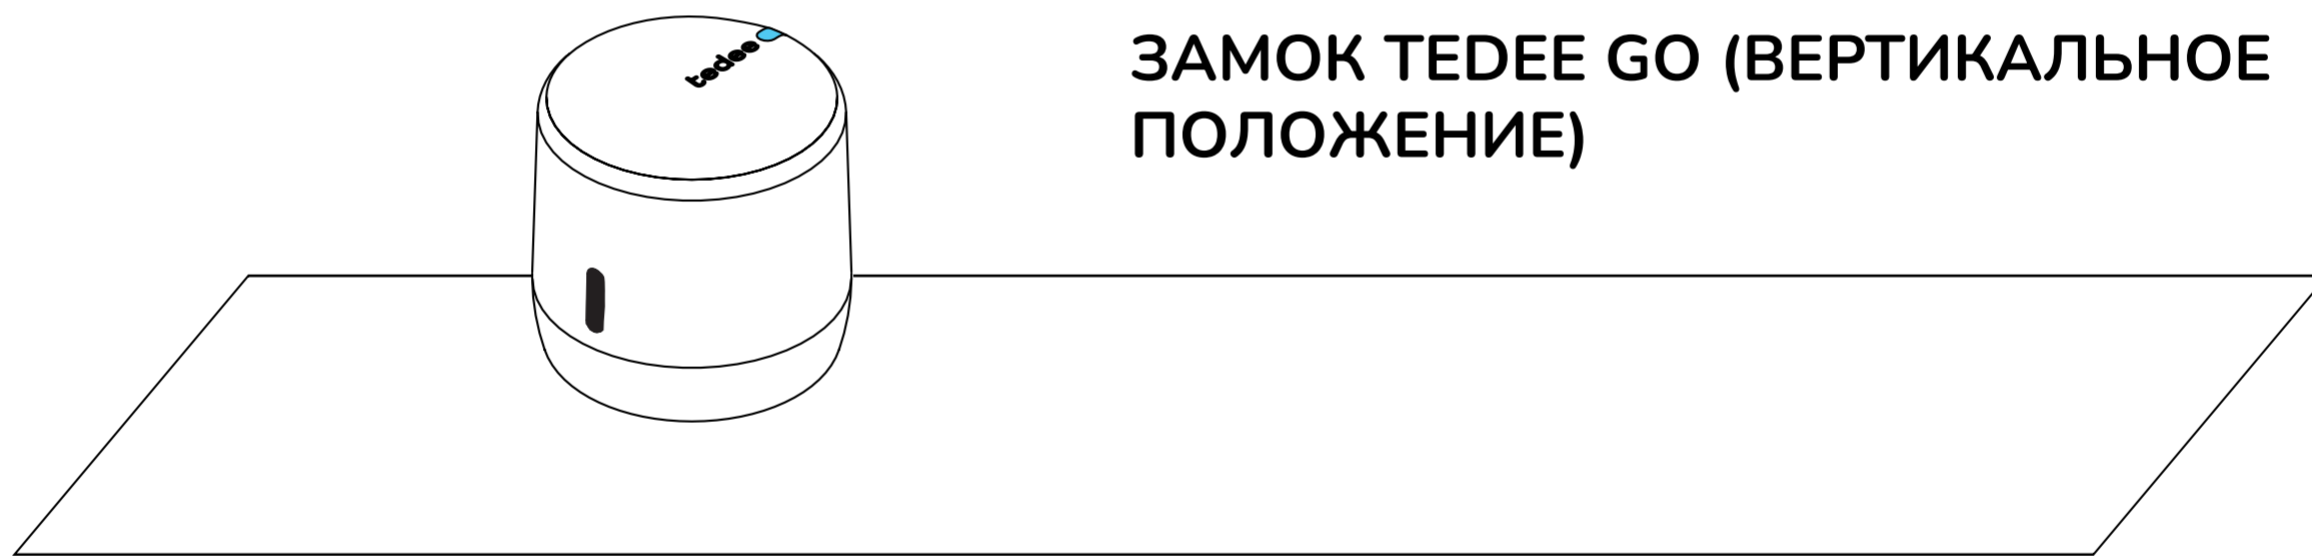 tedee
ЗАМОК TEDEE GO (ВЕРТИКАЛЬНОЕ
ПОЛОЖЕНИЕ)